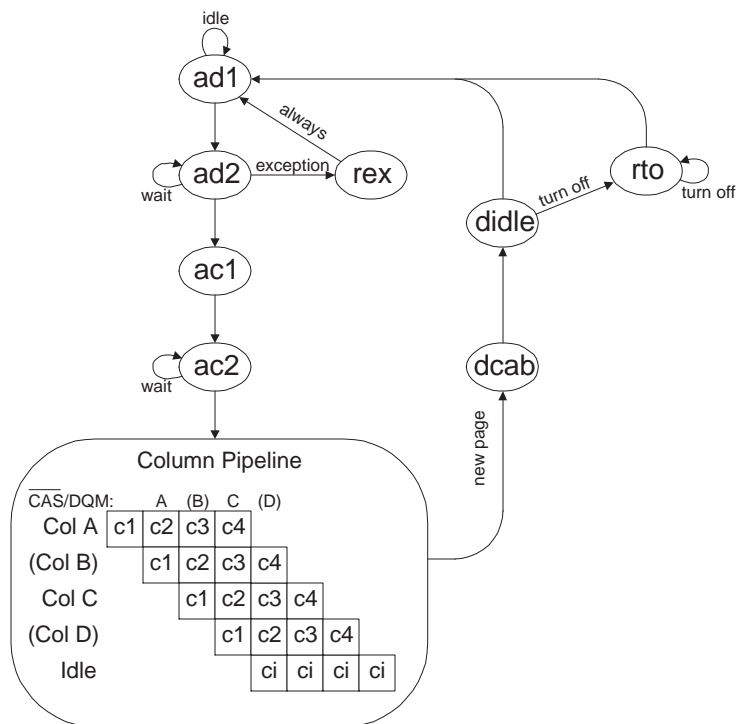 idle
ad1
always
ad2
exception
rex
wait
rto
turn off
turn off
didle
ac1
ac2
wait
dcab
new page
Column Pipeline
CAS/DQM: A (B) C (D)
Col A c1 c2 c3 c4
(Col B) c1 c2 c3 c4
Col C c1 c2 c3 c4
(Col D) c1 c2 c3 c4
Idle ci ci ci ci